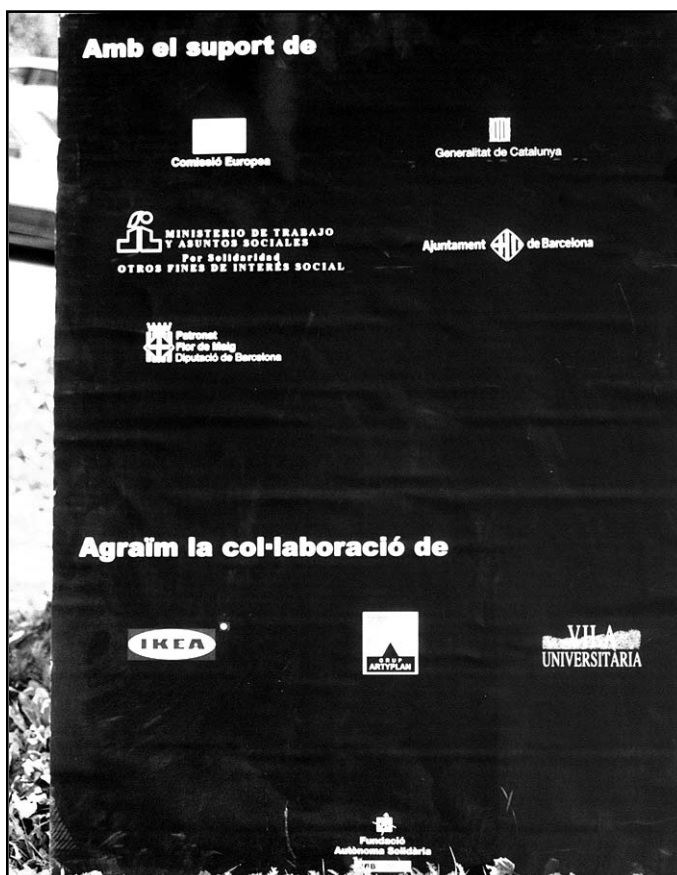 Amb el suport de
Comissió Europea
Generalitat de Catalunya
MINISTERIO DE TRABAJO
Y ASUNTOS SOCIALES
Por Solidaridad
OTROS FINES DE INTERÉS SOCIAL
Ajuntament de Barcelona
Patronat
Flor de Maig
Diputació de Barcelona
Agraïm la col·laboració de
IKEA
GRUP
ARTYPLAN
VILA
UNIVERSITÀRIA
Fundació
Autònoma Solidària